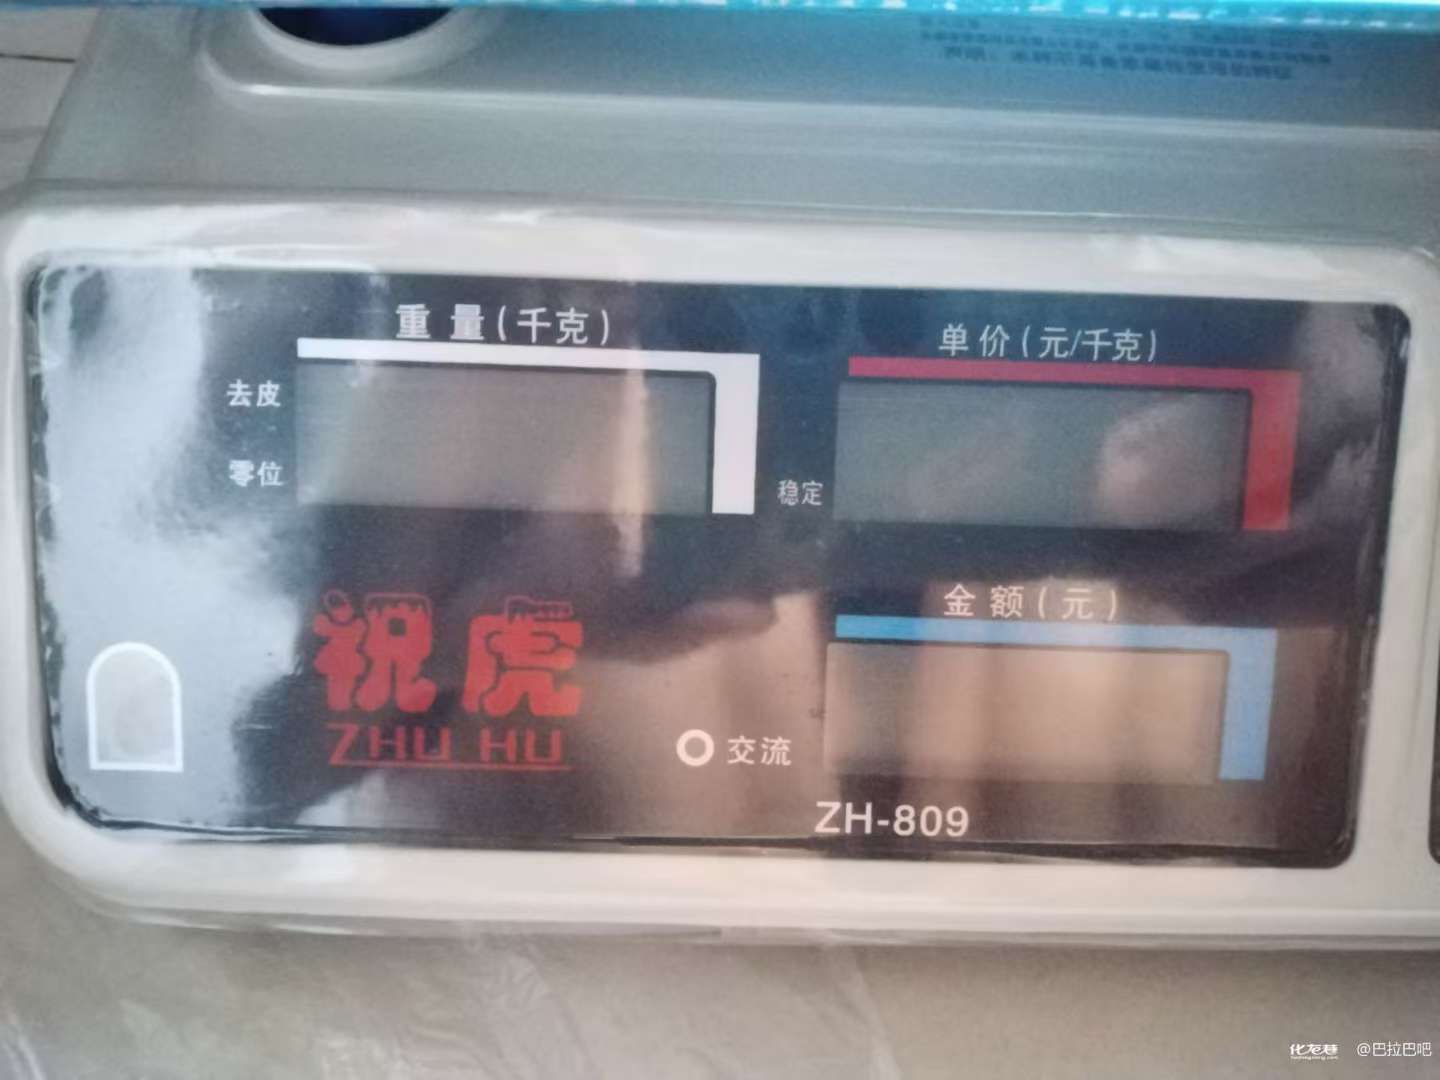 重量(千克)
单价(元/千克)
去皮
零位
稳定
金额(元)
祝虎
ZHU HU
交流
ZH-809
化龙巷
@巴拉巴吧